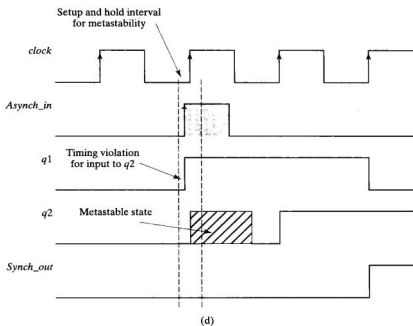 Setup and hold interval
for metastability
clock
Asynch_in
q1
Timing violation
for input to q2
q2
Metastable state
Synch_out
(d)